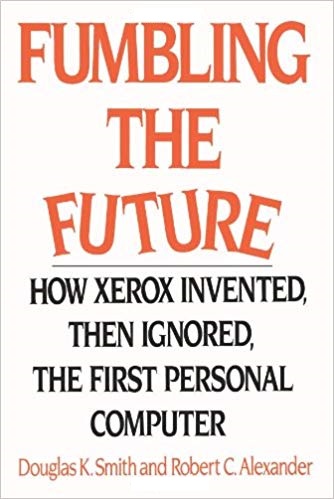 FUMBLING
THE
FUTURE
HOW XEROX INVENTED,
THEN IGNORED,
THE FIRST PERSONAL
COMPUTER
Douglas K. Smith and Robert C. Alexander